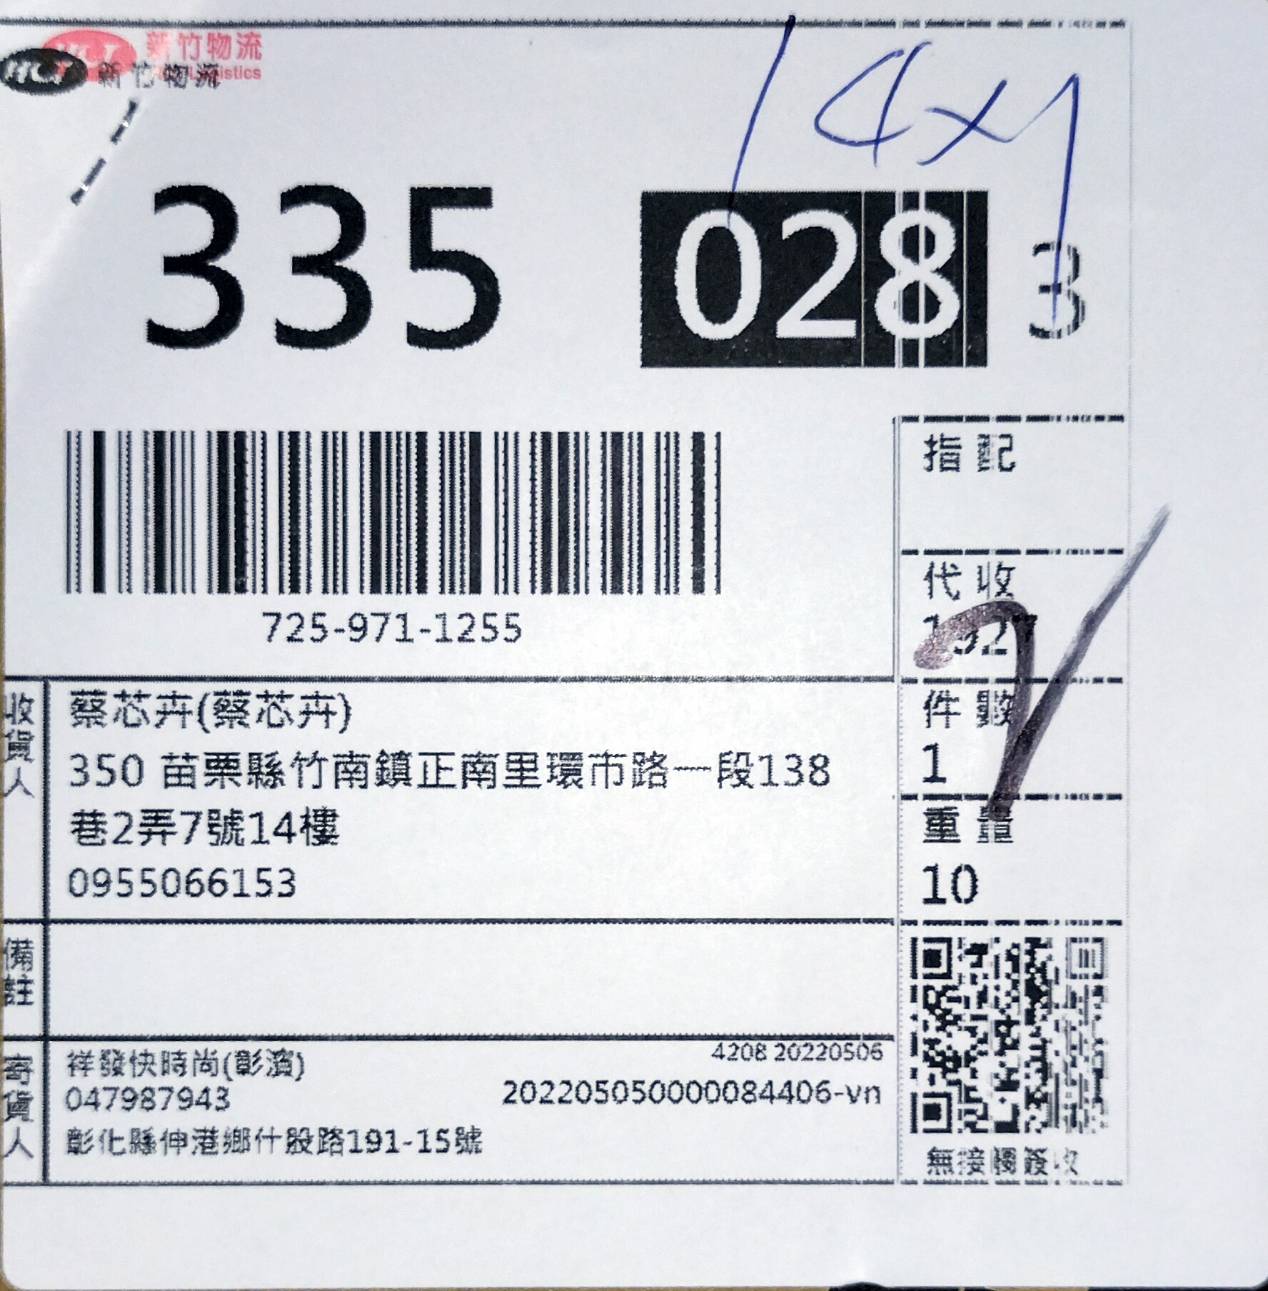 HCT 新竹物流
新竹物流
335 028 3
指配
725-971-1255
代收
件數
1
重量
10
收貨人
蔡芯卉(蔡芯卉)
350 苗栗縣竹南鎮正南里環市路一段138
巷2弄7號14樓
0955066153
備註
寄貨人
祥發快時尚(彰濱)
4208 20220506
047987943
202205050000084406-vn
彰化縣伸港鄉什股路191-15號
無接觸簽收